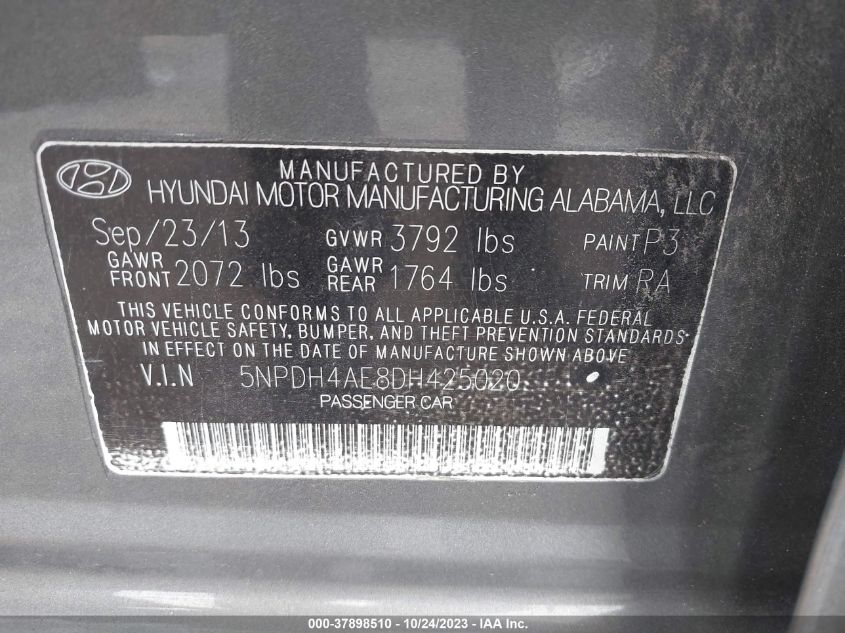 MANUFACTURED BY
HYUNDAI MOTOR MANUFACTURING ALABAMA, LLC
Sep/23/13 GVWR 3792 lbs PAINT P3
GAWR FRONT 2072 lbs GAWR REAR 1764 lbs TRIM RA
THIS VEHICLE CONFORMS TO ALL APPLICABLE U.S.A. FEDERAL
MOTOR VEHICLE SAFETY, BUMPER, AND THEFT PREVENTION STANDARDS
IN EFFECT ON THE DATE OF MANUFACTURE SHOWN ABOVE
V.I.N 5NPDH4AE8DH425020
PASSENGER CAR
000-37898510 - 10/24/2023 - IAA Inc.